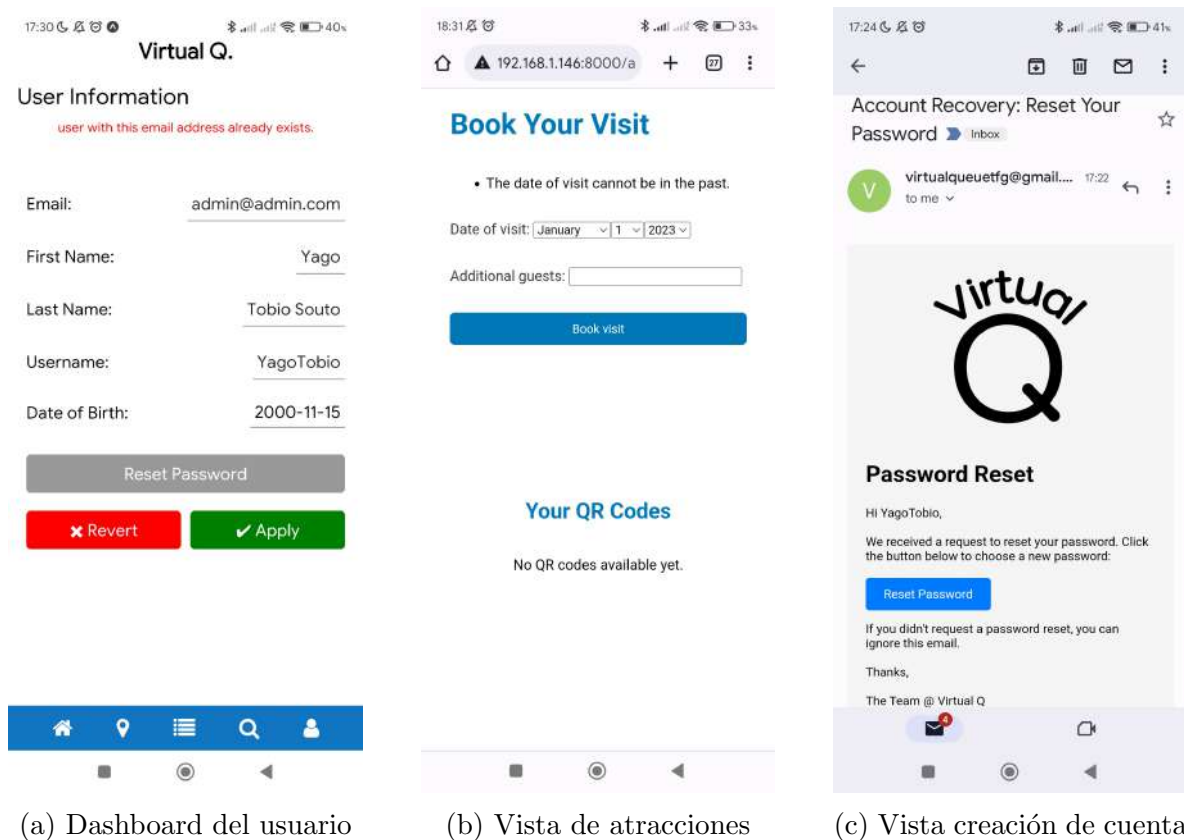 17:30
40%
Virtual Q.
User Information
user with this email address already exists.
Email: admin@admin.com
First Name: Yago
Last Name: Tobio Souto
Username: YagoTobio
Date of Birth: 2000-11-15
Reset Password
Revert Apply
(a) Dashboard del usuario
18:31
33%
192.168.1.146:8000/a
27
Book Your Visit
• The date of visit cannot be in the past.
Date of visit: January 1 2023
Additional guests:
Book visit
Your QR Codes
No QR codes available yet.
(b) Vista de atracciones
17:24
41%
Account Recovery: Reset Your
Password Inbox
V
virtualqueuetfg@gmail.... 17:22
to me
Virtual
Q
Password Reset
Hi YagoTobio,
We received a request to reset your password. Click
the button below to choose a new password:
Reset Password
If you didn't request a password reset, you can
ignore this email.
Thanks,
The Team @ Virtual Q
4
(c) Vista creación de cuenta